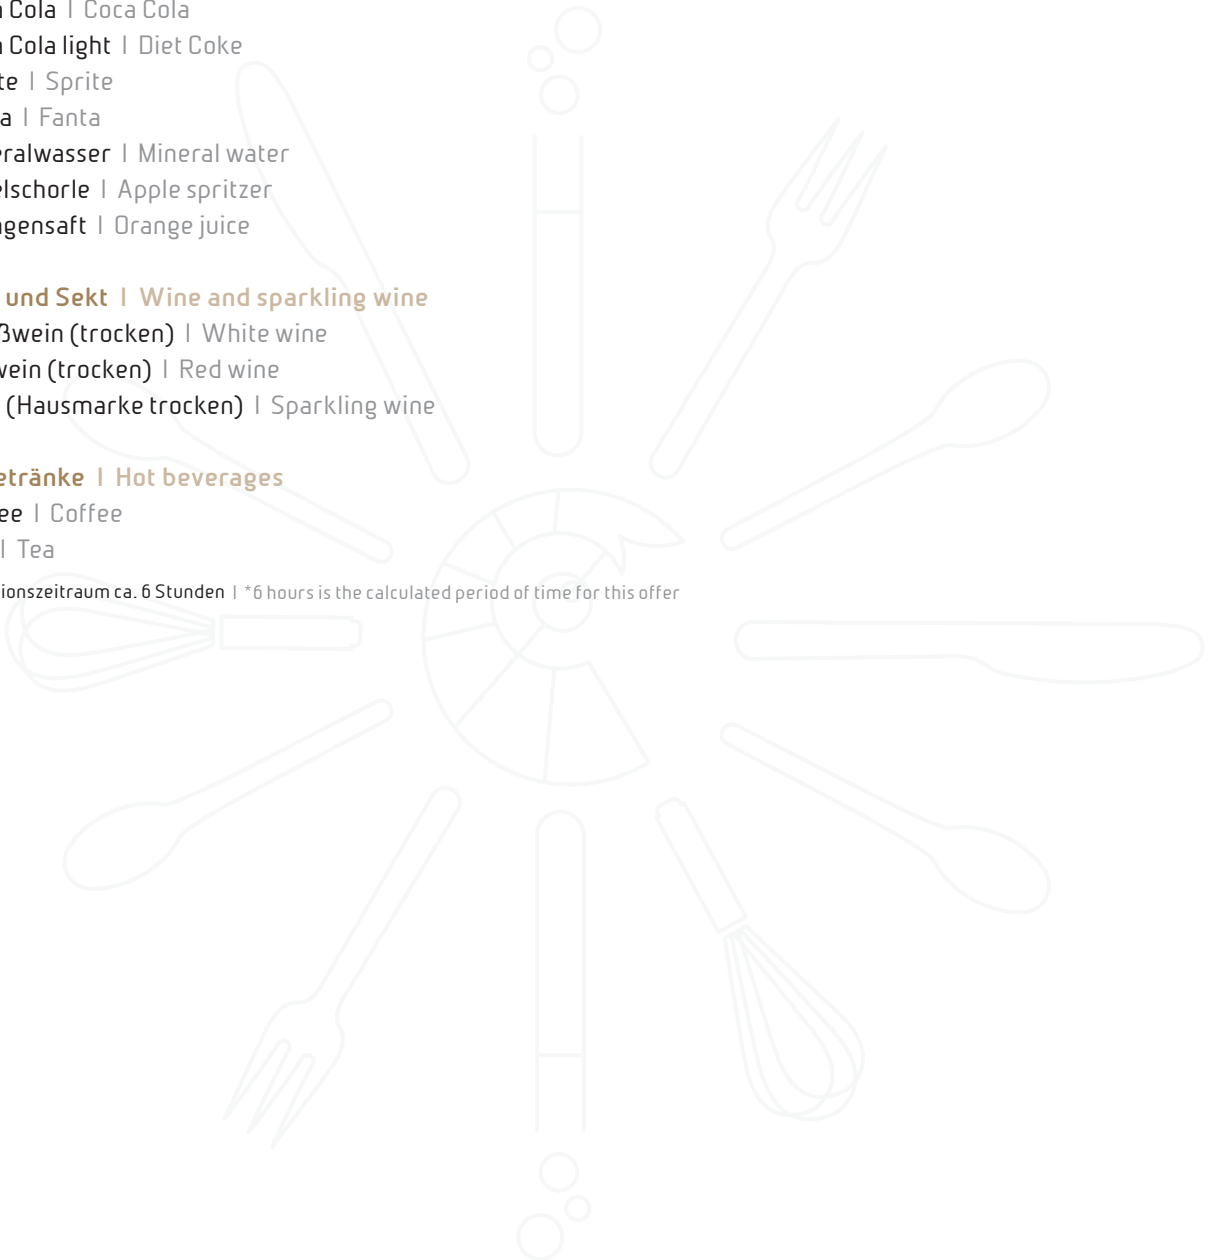 Cola | Coca Cola
Cola light | Diet Coke
te | Sprite
a | Fanta
eralwasser | Mineral water
elschorle | Apple spritzer
ngensaft | Orange juice
und Sekt | Wine and sparkling wine
ßwein (trocken) | White wine
wein (trocken) | Red wine
(Hausmarke trocken) | Sparkling wine
etränke | Hot beverages
ee | Coffee
| Tea
ionszeitraum ca. 6 Stunden | *6 hours is the calculated period of time for this offer